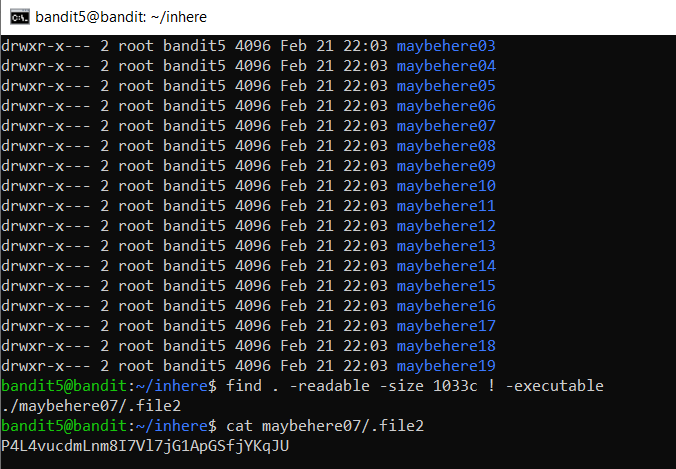 bandit5@bandit: ~/inhere
drwxr-x--- 2 root bandit5 4096 Feb 21 22:03 maybehere03
drwxr-x--- 2 root bandit5 4096 Feb 21 22:03 maybehere04
drwxr-x--- 2 root bandit5 4096 Feb 21 22:03 maybehere05
drwxr-x--- 2 root bandit5 4096 Feb 21 22:03 maybehere06
drwxr-x--- 2 root bandit5 4096 Feb 21 22:03 maybehere07
drwxr-x--- 2 root bandit5 4096 Feb 21 22:03 maybehere08
drwxr-x--- 2 root bandit5 4096 Feb 21 22:03 maybehere09
drwxr-x--- 2 root bandit5 4096 Feb 21 22:03 maybehere10
drwxr-x--- 2 root bandit5 4096 Feb 21 22:03 maybehere11
drwxr-x--- 2 root bandit5 4096 Feb 21 22:03 maybehere12
drwxr-x--- 2 root bandit5 4096 Feb 21 22:03 maybehere13
drwxr-x--- 2 root bandit5 4096 Feb 21 22:03 maybehere14
drwxr-x--- 2 root bandit5 4096 Feb 21 22:03 maybehere15
drwxr-x--- 2 root bandit5 4096 Feb 21 22:03 maybehere16
drwxr-x--- 2 root bandit5 4096 Feb 21 22:03 maybehere17
drwxr-x--- 2 root bandit5 4096 Feb 21 22:03 maybehere18
drwxr-x--- 2 root bandit5 4096 Feb 21 22:03 maybehere19
bandit5@bandit:~/inhere$ find . -readable -size 1033c ! -executable
./maybehere07/.file2
bandit5@bandit:~/inhere$ cat maybehere07/.file2
P4L4vucdmLnm8I7Vl7jG1ApGSfjYKqJU